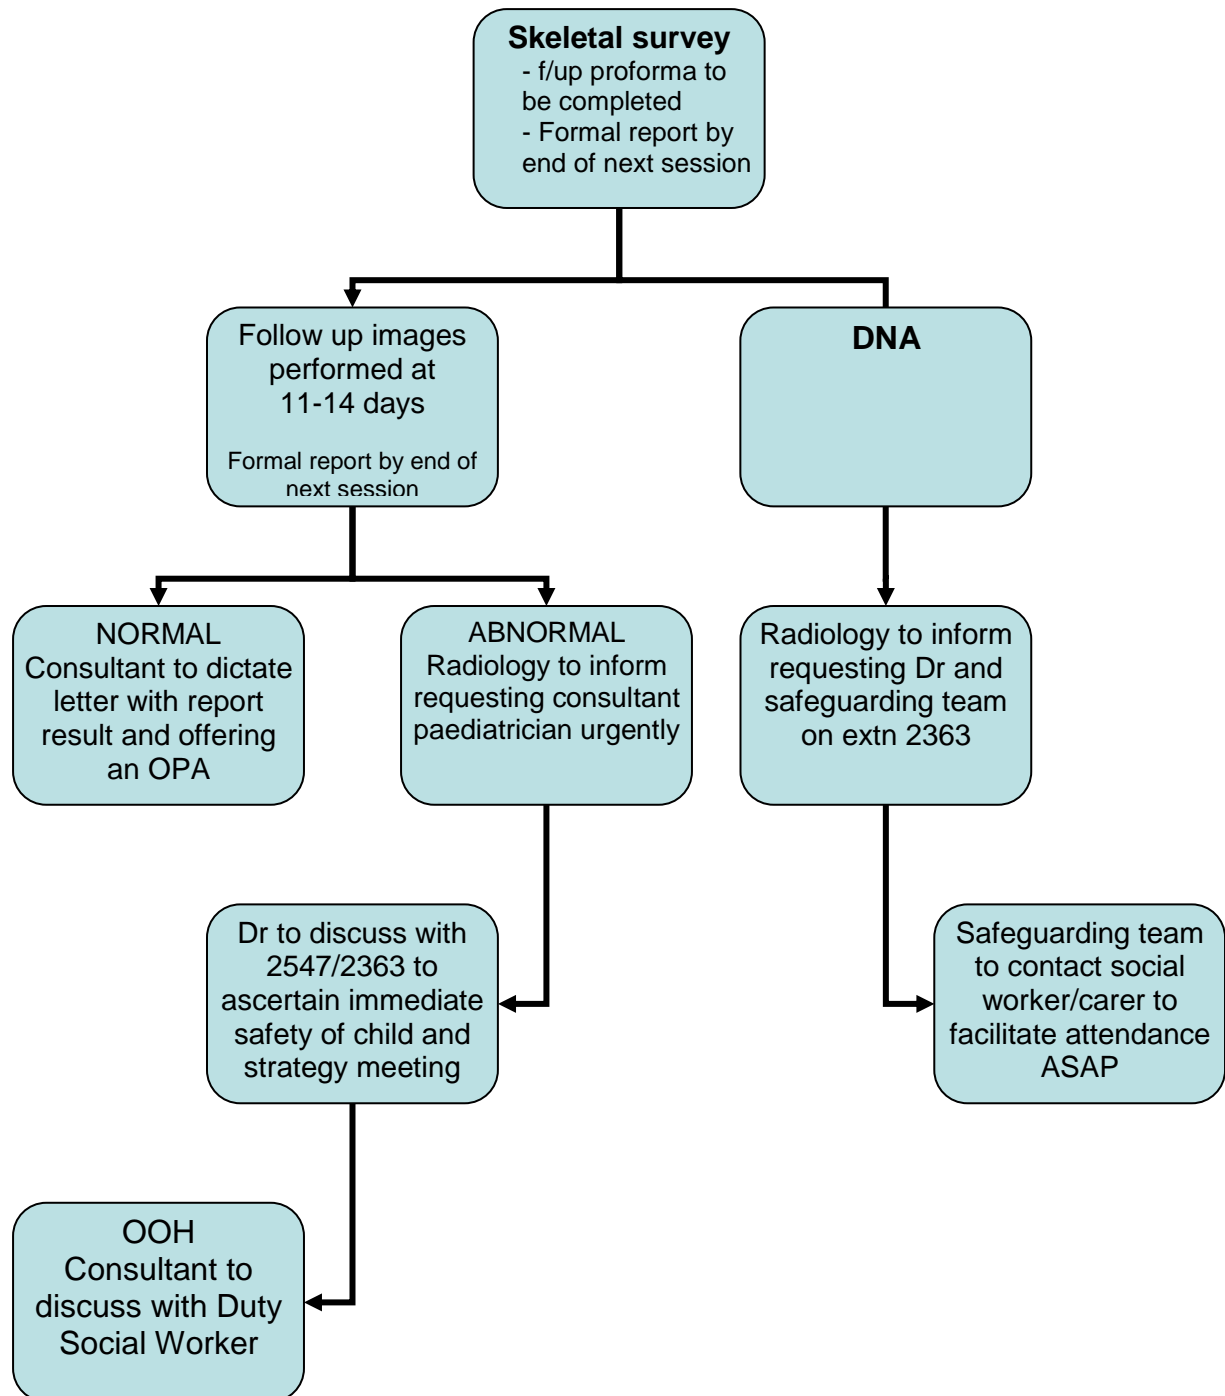 Skeletal survey
- f/up proforma to
be completed
- Formal report by
end of next session
Follow up images
performed at
11-14 days
Formal report by end of
next session
DNA
NORMAL
Consultant to dictate
letter with report
result and offering
an OPA
ABNORMAL
Radiology to inform
requesting consultant
paediatrician urgently
Radiology to inform
requesting Dr and
safeguarding team
on extn 2363
Dr to discuss with
2547/2363 to
ascertain immediate
safety of child and
strategy meeting
Safeguarding team
to contact social
worker/carer to
facilitate attendance
ASAP
OOH
Consultant to
discuss with Duty
Social Worker